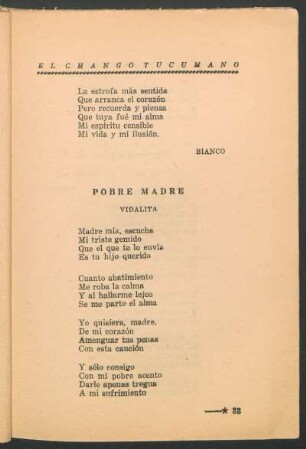 EL CHANGO TUCUMANO
La estrofa más sentida
Que arranca el corazón
Pero recuerda y piensa
Que tuya fué mi alma
Mi espíritu censible
Mi vida y mi ilusión.
BIANCO
POBRE MADRE
VIDALITA
Madre mía, escucha
Mi triste gemido
Que el que te lo envía
Es tu hijo querido
Cuanto abatimiento
Me roba la calma
Y al hallarme lejos
Se me parte el alma
Yo quisiera, madre,
De mi corazón
Amenguar tus penas
Con esta canción
Y sólo consigo
Con mi pobre acento
Darle apenas tregua
A mi sufrimiento
★ 33